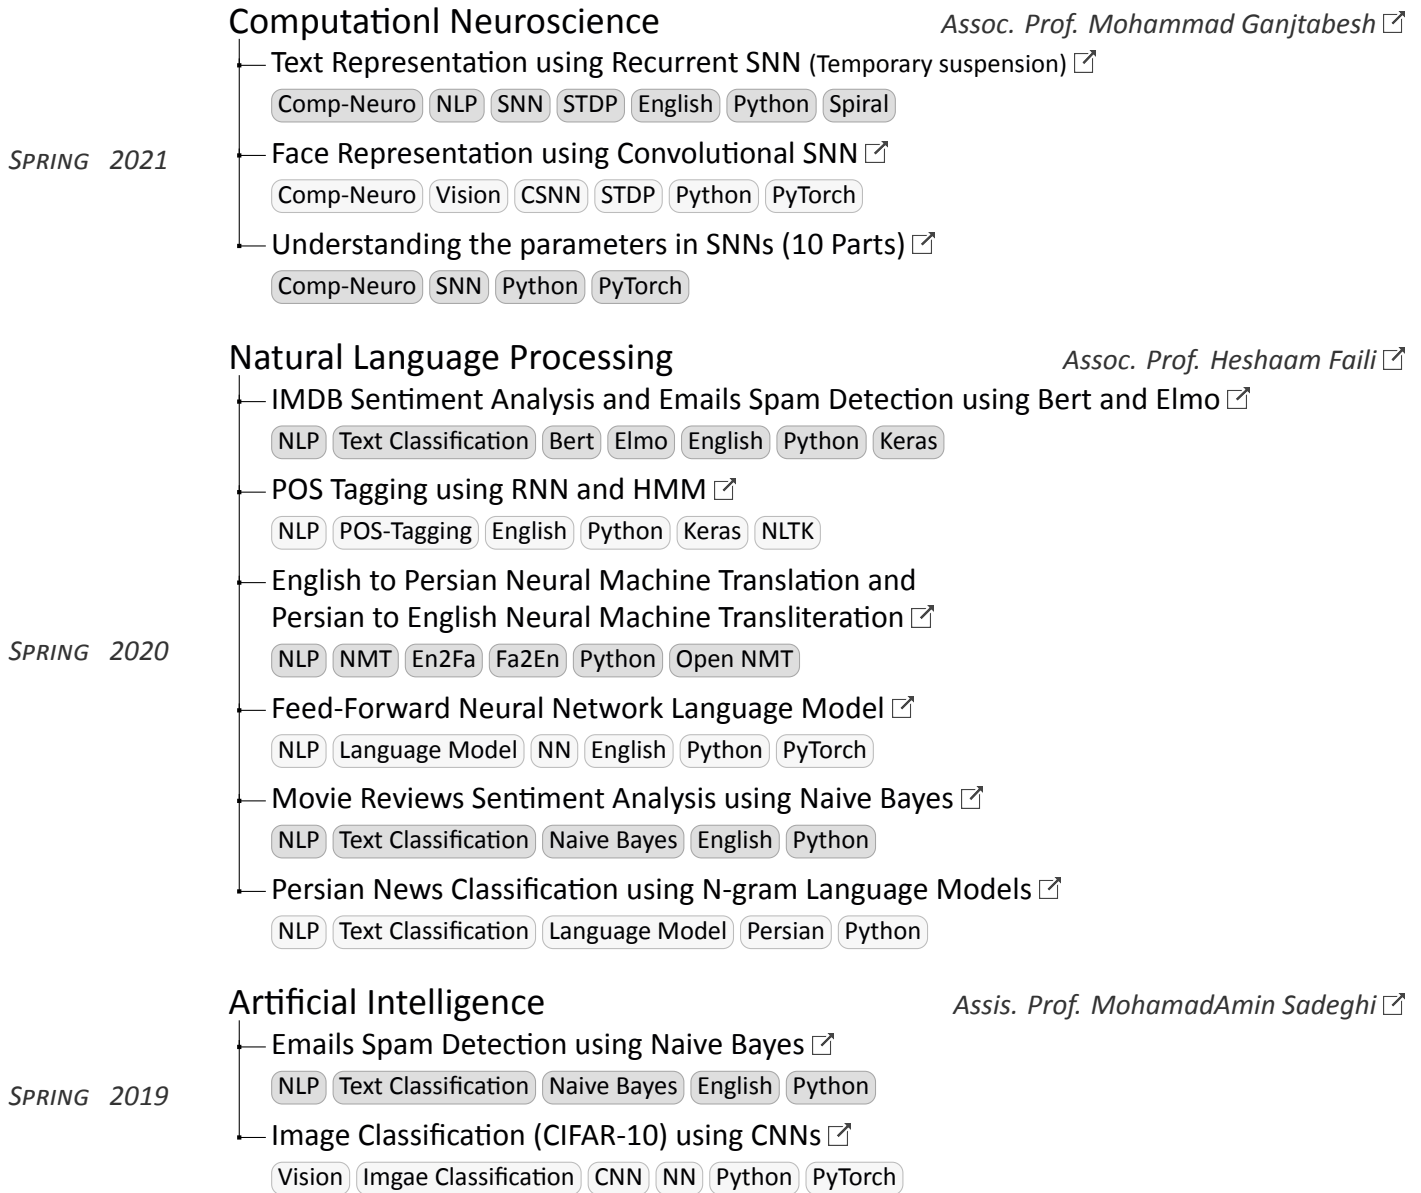 Computationl Neuroscience Assoc. Prof. Mohammad Ganjtabesh
Text Representation using Recurrent SNN (Temporary suspension)
Comp-Neuro NLP SNN STDP English Python Spiral
SPRING 2021 Face Representation using Convolutional SNN
Comp-Neuro Vision CSNN STDP Python PyTorch
Understanding the parameters in SNNs (10 Parts)
Comp-Neuro SNN Python PyTorch
Natural Language Processing Assoc. Prof. Heshaam Faili
IMDB Sentiment Analysis and Emails Spam Detection using Bert and Elmo
NLP Text Classification Bert Elmo English Python Keras
POS Tagging using RNN and HMM
NLP POS-Tagging English Python Keras NLTK
English to Persian Neural Machine Translation and
Persian to English Neural Machine Transliteration
SPRING 2020 NLP NMT En2Fa Fa2En Python Open NMT
Feed-Forward Neural Network Language Model
NLP Language Model NN English Python PyTorch
Movie Reviews Sentiment Analysis using Naive Bayes
NLP Text Classification Naive Bayes English Python
Persian News Classification using N-gram Language Models
NLP Text Classification Language Model Persian Python
Artificial Intelligence Assis. Prof. MohamadAmin Sadeghi
Emails Spam Detection using Naive Bayes
SPRING 2019 NLP Text Classification Naive Bayes English Python
Image Classification (CIFAR-10) using CNNs
Vision Imgae Classification CNN NN Python PyTorch